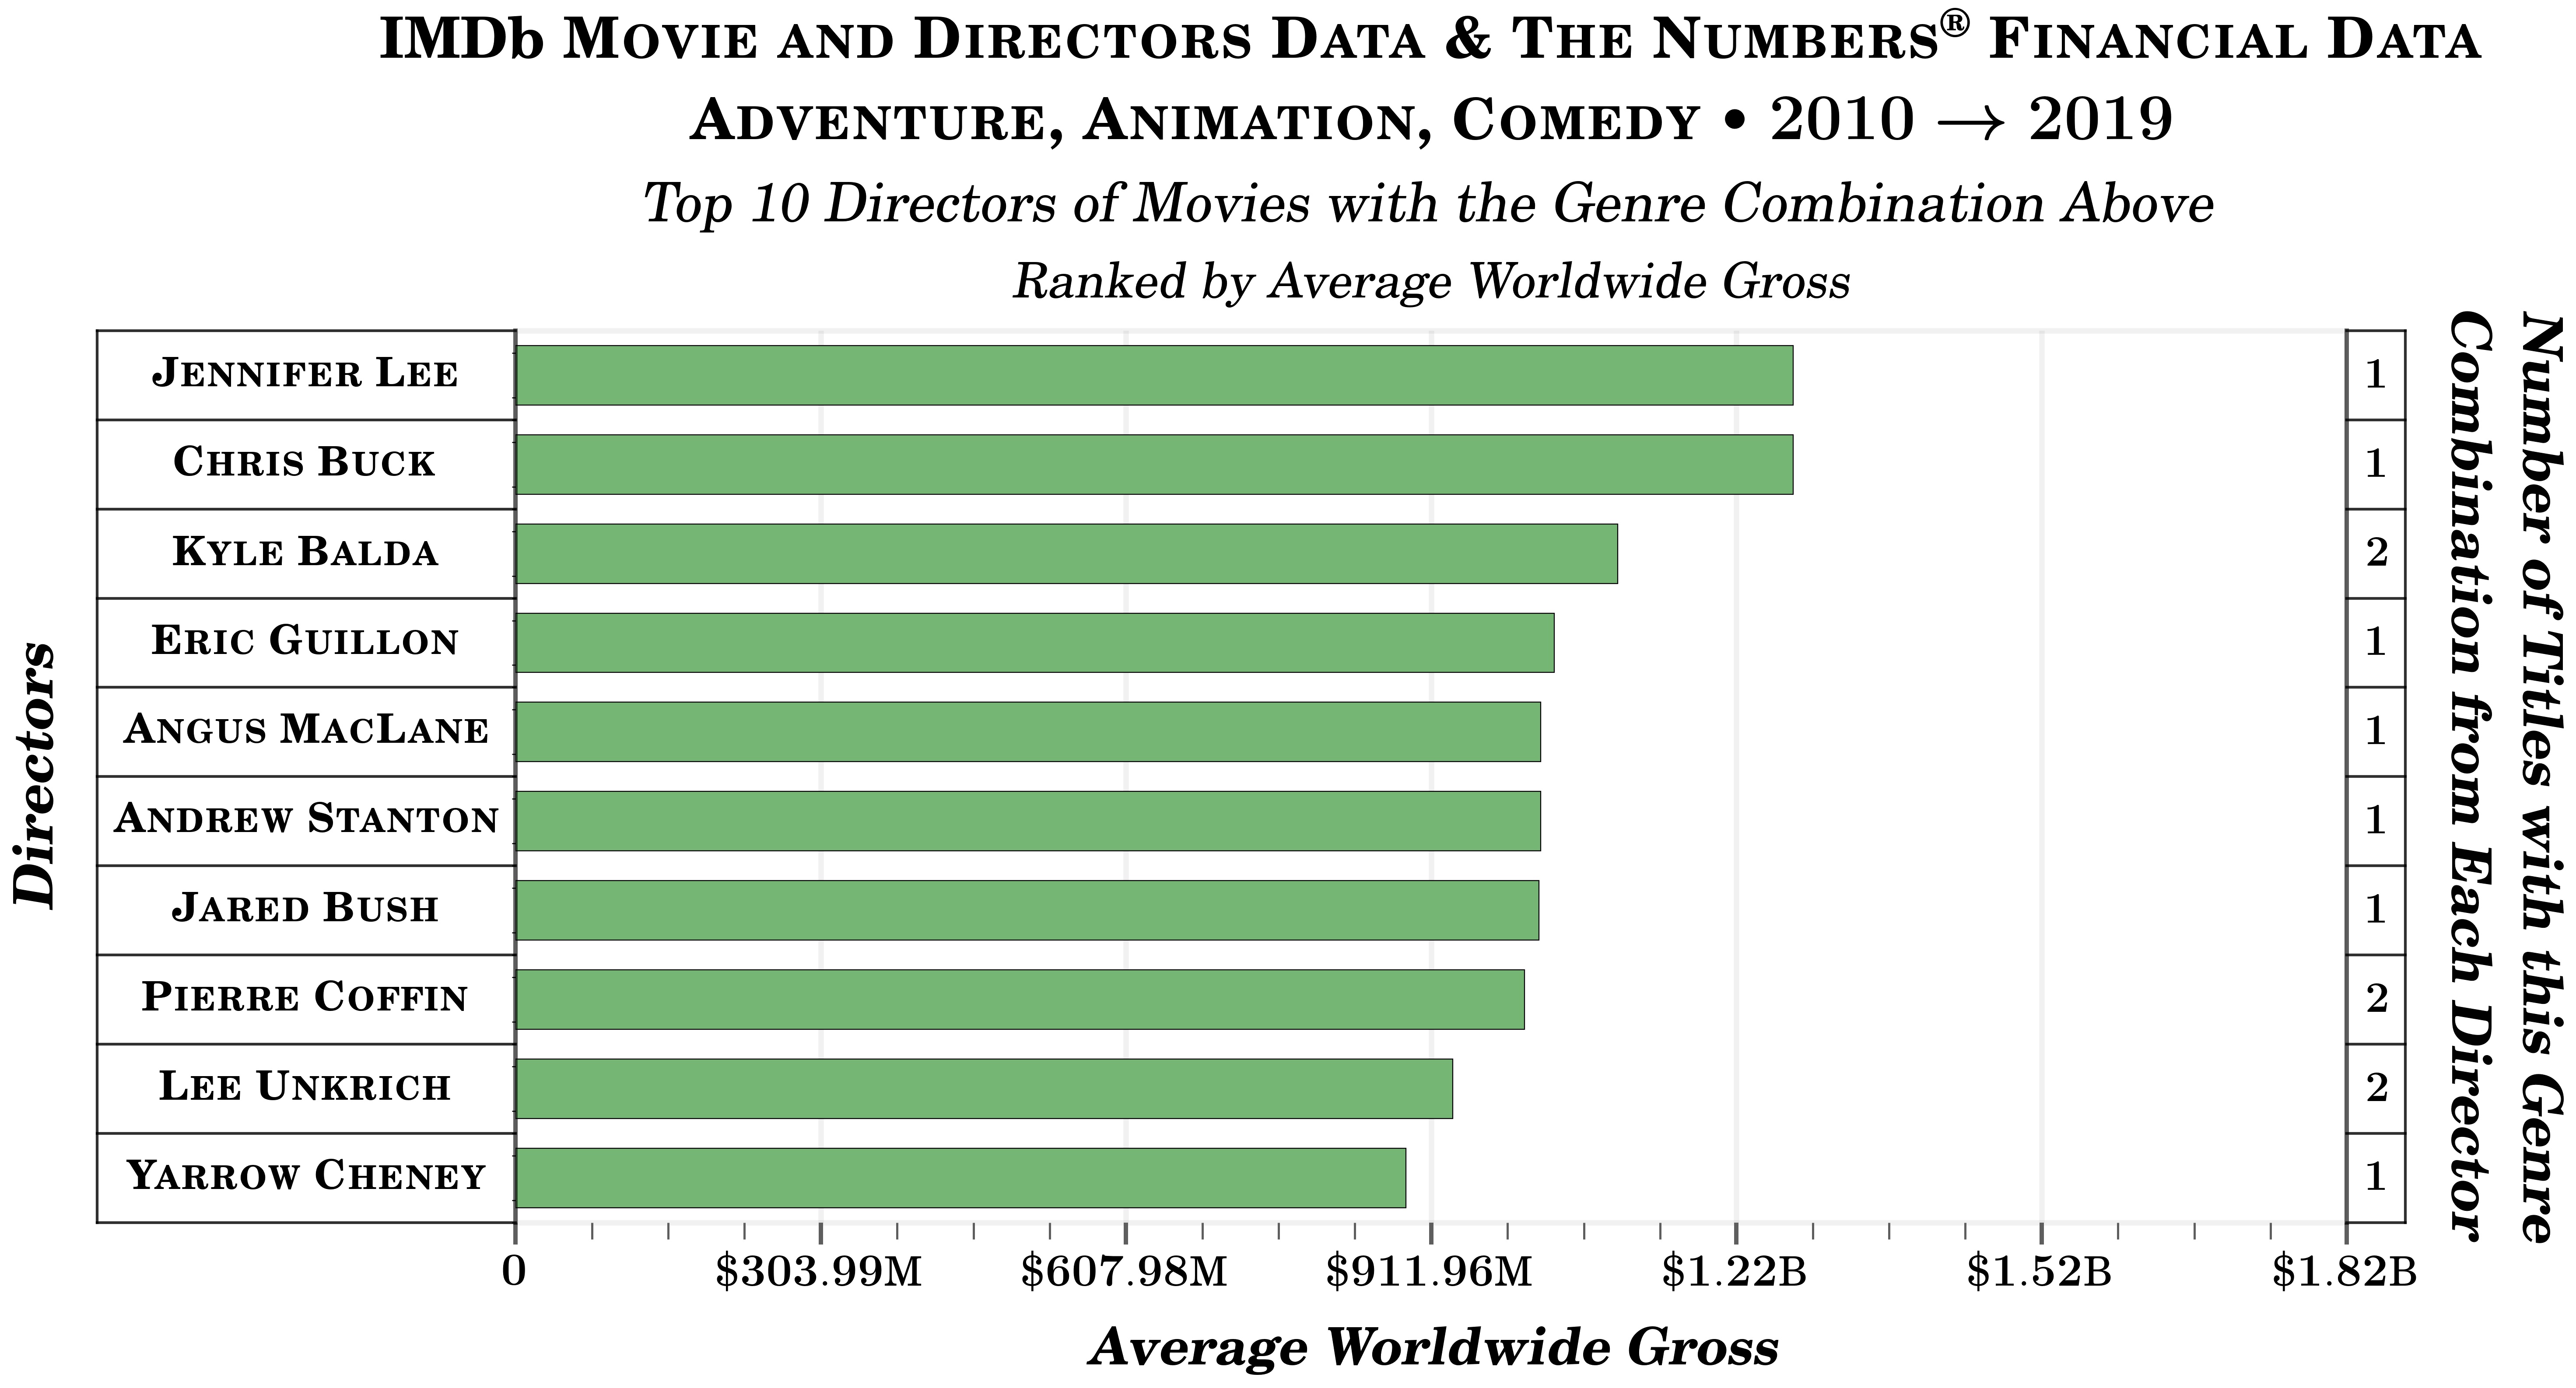 IMDb Movie and Directors Data & The Numbers® Financial Data
Adventure, Animation, Comedy • 2010 → 2019
Top 10 Directors of Movies with the Genre Combination Above
Ranked by Average Worldwide Gross
Directors
Jennifer Lee 1
Chris Buck 1
Kyle Balda 2
Eric Guillon 1
Angus MacLane 1
Andrew Stanton 1
Jared Bush 1
Pierre Coffin 2
Lee Unkrich 2
Yarrow Cheney 1
Number of Titles with this Genre
Combination from Each Director
0 $303.99M $607.98M $911.96M $1.22B $1.52B $1.82B
Average Worldwide Gross